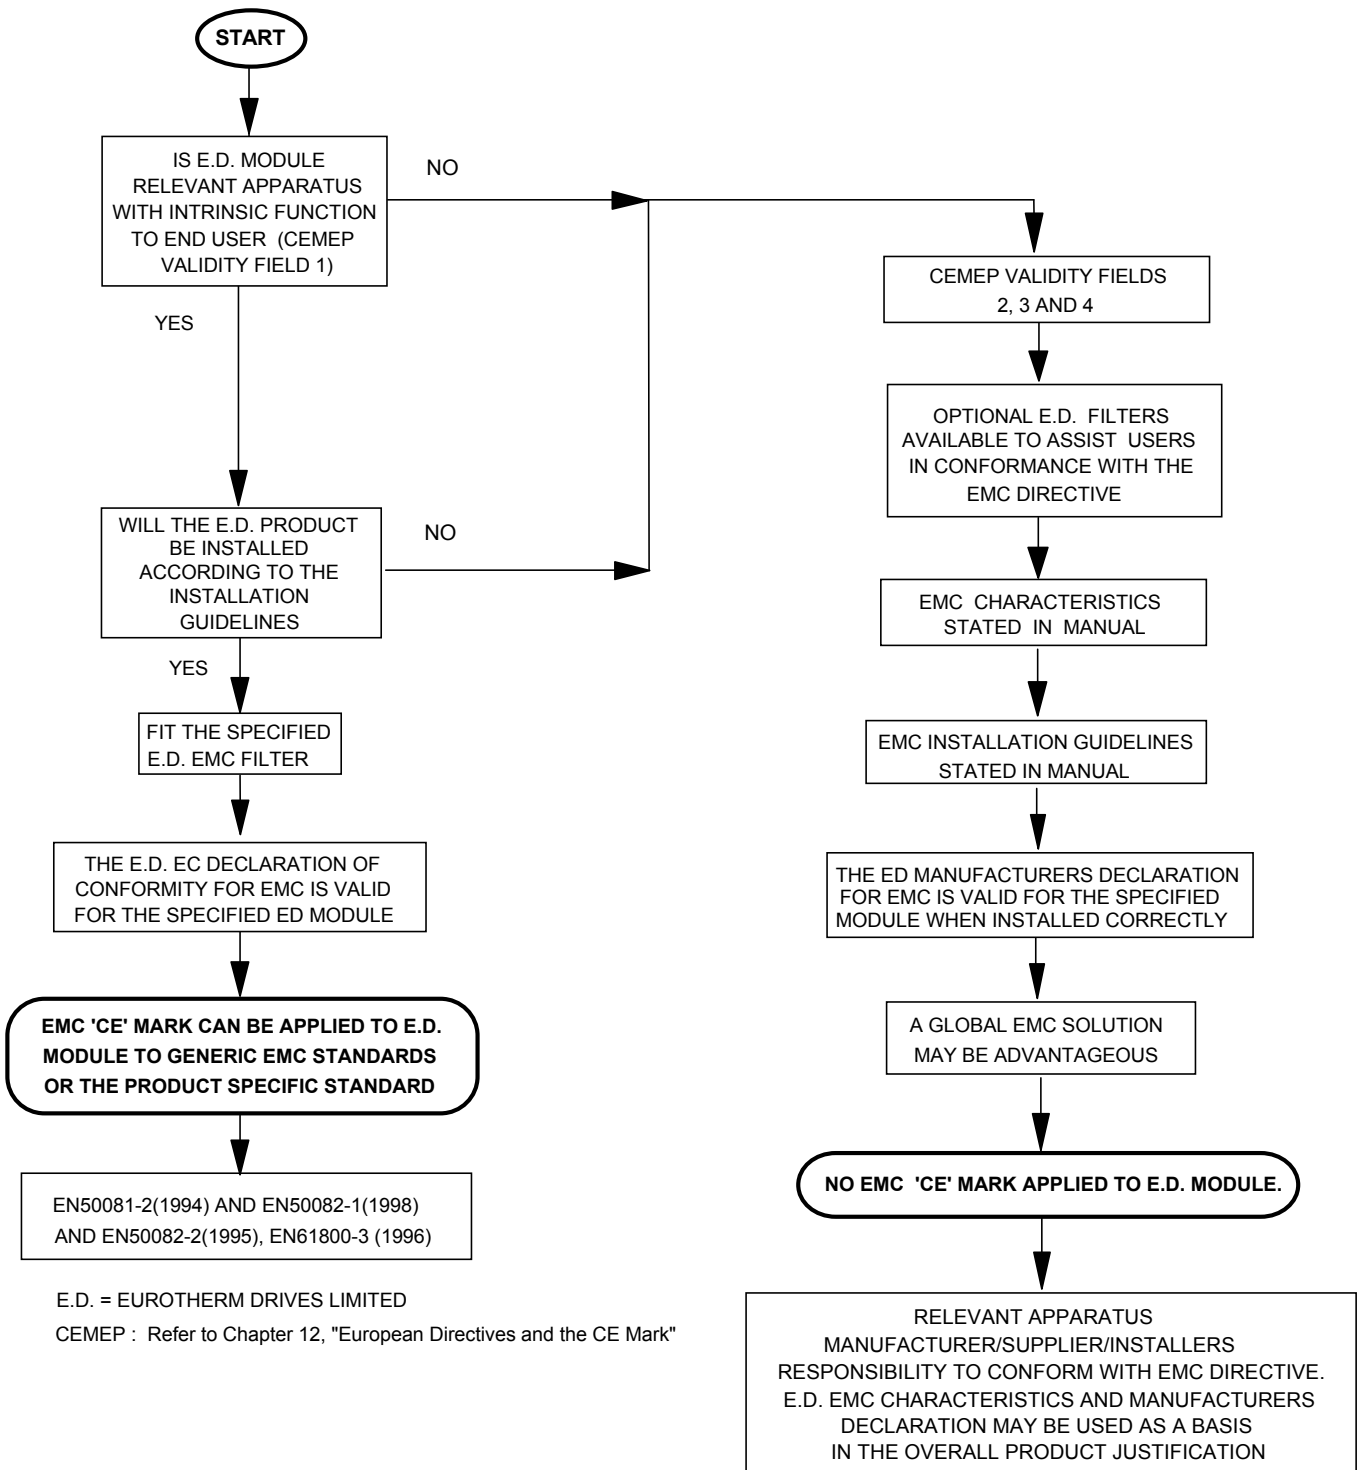 START
IS E.D. MODULE
RELEVANT APPARATUS
WITH INTRINSIC FUNCTION
TO END USER (CEMEP
VALIDITY FIELD 1)
NO
YES
WILL THE E.D. PRODUCT
BE INSTALLED
ACCORDING TO THE
INSTALLATION
GUIDELINES
NO
YES
FIT THE SPECIFIED
E.D. EMC FILTER
THE E.D. EC DECLARATION OF
CONFORMITY FOR EMC IS VALID
FOR THE SPECIFIED ED MODULE
EMC 'CE' MARK CAN BE APPLIED TO E.D.
MODULE TO GENERIC EMC STANDARDS
OR THE PRODUCT SPECIFIC STANDARD
EN50081-2(1994) AND EN50082-1(1998)
AND EN50082-2(1995), EN61800-3 (1996)
E.D. = EUROTHERM DRIVES LIMITED
CEMEP : Refer to Chapter 12, "European Directives and the CE Mark"
CEMEP VALIDITY FIELDS
2, 3 AND 4
OPTIONAL E.D. FILTERS
AVAILABLE TO ASSIST USERS
IN CONFORMANCE WITH THE
EMC DIRECTIVE
EMC CHARACTERISTICS
STATED IN MANUAL
EMC INSTALLATION GUIDELINES
STATED IN MANUAL
THE ED MANUFACTURERS DECLARATION
FOR EMC IS VALID FOR THE SPECIFIED
MODULE WHEN INSTALLED CORRECTLY
A GLOBAL EMC SOLUTION
MAY BE ADVANTAGEOUS
NO EMC 'CE' MARK APPLIED TO E.D. MODULE.
RELEVANT APPARATUS
MANUFACTURER/SUPPLIER/INSTALLERS
RESPONSIBILITY TO CONFORM WITH EMC DIRECTIVE.
E.D. EMC CHARACTERISTICS AND MANUFACTURERS
DECLARATION MAY BE USED AS A BASIS
IN THE OVERALL PRODUCT JUSTIFICATION